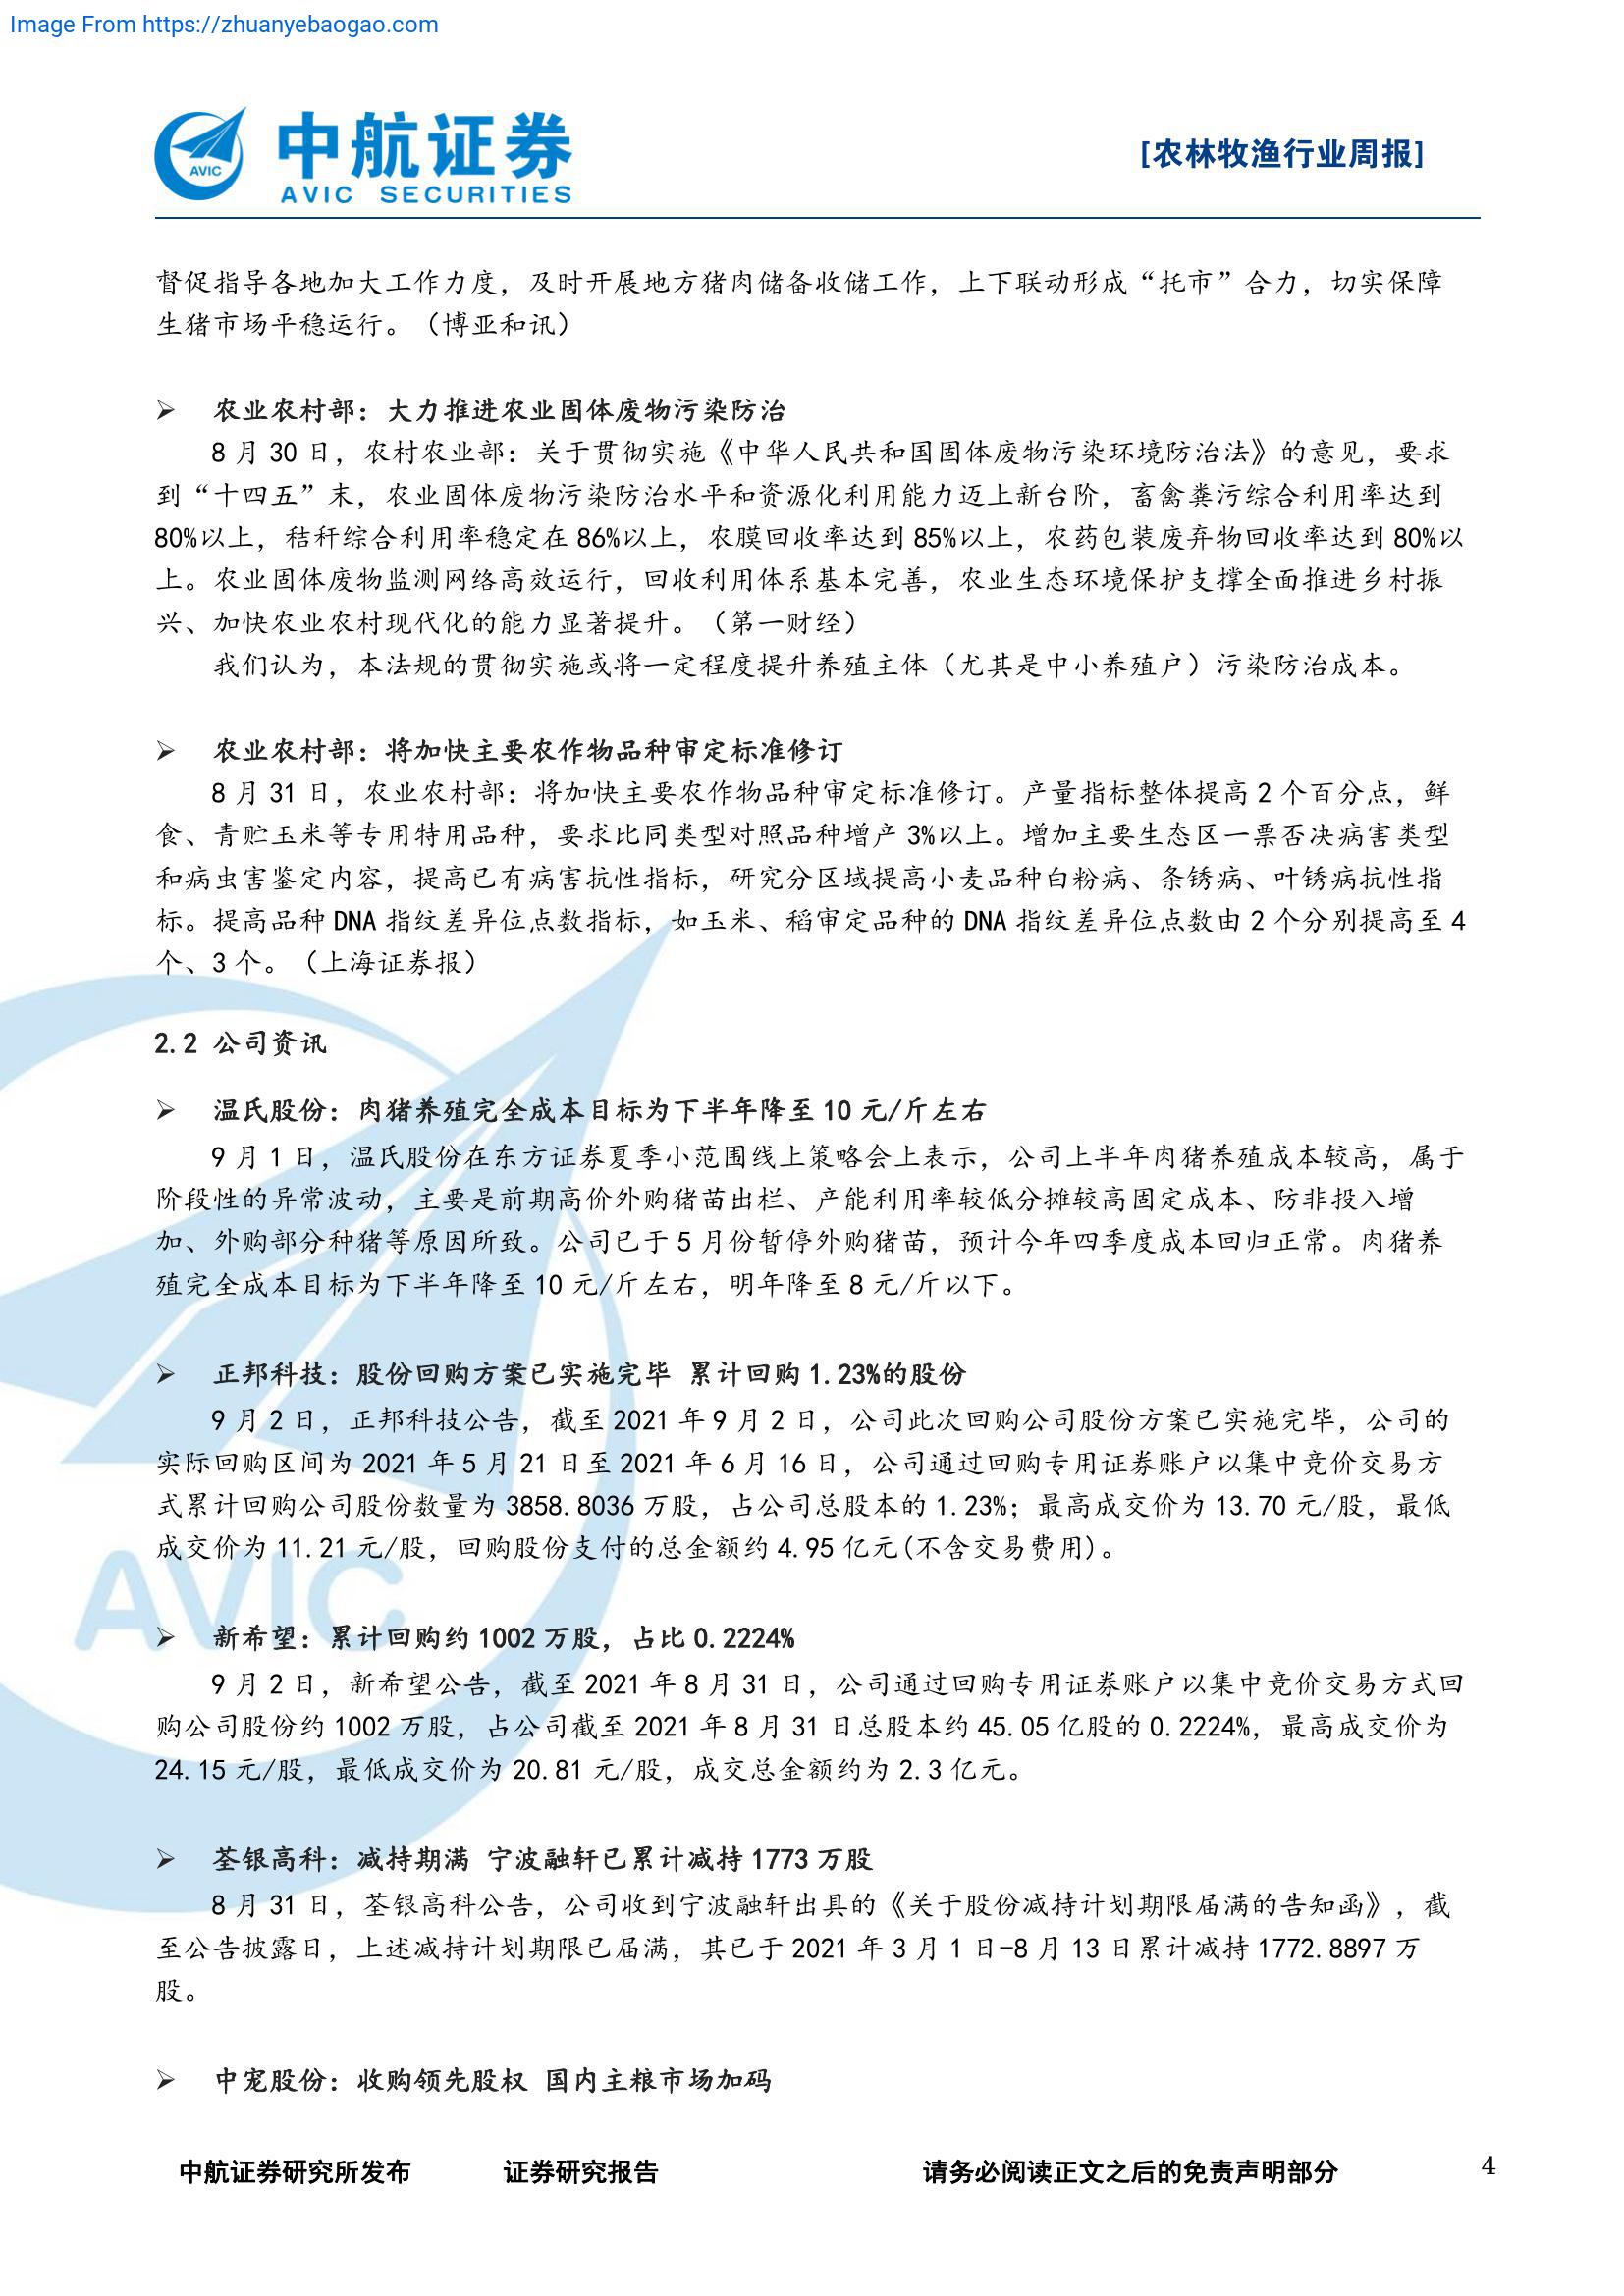 Image From https://zhuanyebaogao.com
中航证券
AVIC SECURITIES
AVIC
[农林牧渔行业周报]
督促指导各地加大工作力度，及时开展地方猪肉储备收储工作，上下联动形成“托市”合力，切实保障
生猪市场平稳运行。（博亚和讯）
➢ 农业农村部：大力推进农业固体废物污染防治
8 月 30 日，农村农业部：关于贯彻实施《中华人民共和国固体废物污染环境防治法》的意见，要求
到“十四五”末，农业固体废物污染防治水平和资源化利用能力迈上新台阶，畜禽粪污综合利用率达到
80%以上，秸秆综合利用率稳定在 86%以上，农膜回收率达到 85%以上，农药包装废弃物回收率达到 80%以
上。农业固体废物监测网络高效运行，回收利用体系基本完善，农业生态环境保护支撑全面推进乡村振
兴、加快农业农村现代化的能力显著提升。（第一财经）
我们认为，本法规的贯彻实施或将一定程度提升养殖主体（尤其是中小养殖户）污染防治成本。
➢ 农业农村部：将加快主要农作物品种审定标准修订
8 月 31 日，农业农村部：将加快主要农作物品种审定标准修订。产量指标整体提高 2 个百分点，鲜
食、青贮玉米等专用特用品种，要求比同类型对照品种增产 3%以上。增加主要生态区一票否决病害类型
和病虫害鉴定内容，提高已有病害抗性指标，研究分区域提高小麦品种白粉病、条锈病、叶锈病抗性指
标。提高品种 DNA 指纹差异位点数指标，如玉米、稻审定品种的 DNA 指纹差异位点数由 2 个分别提高至 4
个、3 个。（上海证券报）
2.2 公司资讯
➢ 温氏股份：肉猪养殖完全成本目标为下半年降至 10 元/斤左右
9 月 1 日，温氏股份在东方证券夏季小范围线上策略会上表示，公司上半年肉猪养殖成本较高，属于
阶段性的异常波动，主要是前期高价外购猪苗出栏、产能利用率较低分摊较高固定成本、防非投入增
加、外购部分种猪等原因所致。公司已于 5 月份暂停外购猪苗，预计今年四季度成本回归正常。肉猪养
殖完全成本目标为下半年降至 10 元/斤左右，明年降至 8 元/斤以下。
➢ 正邦科技：股份回购方案已实施完毕 累计回购 1.23%的股份
9 月 2 日，正邦科技公告，截至 2021 年 9 月 2 日，公司此次回购公司股份方案已实施完毕，公司的
实际回购区间为 2021 年 5 月 21 日至 2021 年 6 月 16 日，公司通过回购专用证券账户以集中竞价交易方
式累计回购公司股份数量为 3858.8036 万股，占公司总股本的 1.23%；最高成交价为 13.70 元/股，最低
成交价为 11.21 元/股，回购股份支付的总金额约 4.95 亿元(不含交易费用)。
AVIC
➢ 新希望：累计回购约 1002 万股，占比 0.2224%
9 月 2 日，新希望公告，截至 2021 年 8 月 31 日，公司通过回购专用证券账户以集中竞价交易方式回
购公司股份约 1002 万股，占公司截至 2021 年 8 月 31 日总股本约 45.05 亿股的 0.2224%，最高成交价为
24.15 元/股，最低成交价为 20.81 元/股，成交总金额约为 2.3 亿元。
➢ 荃银高科：减持期满 宁波融轩已累计减持 1773 万股
8 月 31 日，荃银高科公告，公司收到宁波融轩出具的《关于股份减持计划期限届满的告知函》，截
至公告披露日，上述减持计划期限已届满，其已于 2021 年 3 月 1 日-8 月 13 日累计减持 1772.8897 万
股。
➢ 中宠股份：收购领先股权 国内主粮市场加码
中航证券研究所发布 证券研究报告 请务必阅读正文之后的免责声明部分 4